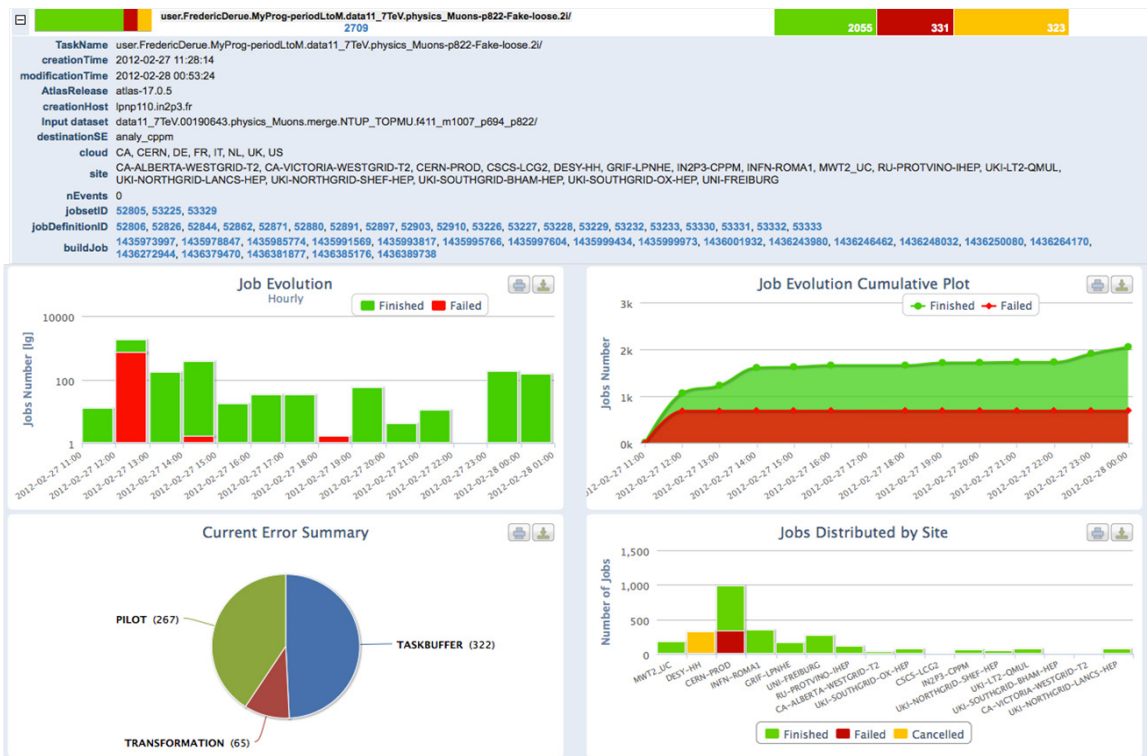 user.FredericDerue.MyProg-periodLtoM.data11_7TeV.physics_Muons-p822-Fake-loose.2i/
2709
2055 331 323
TaskName user.FredericDerue.MyProg-periodLtoM.data11_7TeV.physics_Muons-p822-Fake-loose.2i/
creationTime 2012-02-27 11:28:14
modificationTime 2012-02-28 00:53:24
AtlasRelease atlas-17.0.5
creationHost lpnp110.in2p3.fr
Input dataset data11_7TeV.00190643.physics_Muons.merge.NTUP_TOPMU.f411_m1007_p694_p822/
destinationSE analy_cppm
cloud CA, CERN, DE, FR, IT, NL, UK, US
site CA-ALBERTA-WESTGRID-T2, CA-VICTORIA-WESTGRID-T2, CERN-PROD, CSCS-LCG2, DESY-HH, GRIF-LPNHE, IN2P3-CPPM, INFN-ROMA1, MWT2_UC, RU-PROTVINO-IHEP, UKI-LT2-QMUL,
UKI-NORTHGRID-LANCS-HEP, UKI-NORTHGRID-SHEF-HEP, UKI-SOUTHGRID-BHAM-HEP, UKI-SOUTHGRID-OX-HEP, UNI-FREIBURG
nEvents 0
jobsetID 52805, 53225, 53329
jobDefinitionID 52806, 52826, 52844, 52862, 52871, 52880, 52891, 52897, 52903, 52910, 53226, 53227, 53228, 53229, 53232, 53233, 53330, 53331, 53332, 53333
buildJob 1435973997, 1435978847, 1435985774, 1435991569, 1435993817, 1435995766, 1435997604, 1435999434, 1435999973, 1436001932, 1436243980, 1436246462, 1436248032, 1436250080, 1436264170,
1436272944, 1436379470, 1436381877, 1436385176, 1436389738
Job Evolution
Hourly
Finished Failed
Jobs Number [lg]
10000
100
1
2012-02-27 11:00
2012-02-27 12:00
2012-02-27 13:00
2012-02-27 14:00
2012-02-27 15:00
2012-02-27 16:00
2012-02-27 17:00
2012-02-27 18:00
2012-02-27 19:00
2012-02-27 20:00
2012-02-27 21:00
2012-02-27 22:00
2012-02-27 23:00
2012-02-28 00:00
2012-02-28 01:00
Job Evolution Cumulative Plot
Finished Failed
Jobs Number
3k
2k
1k
0k
012-02-27 11:00
2012-02-27 12:00
2012-02-27 13:00
2012-02-27 14:00
2012-02-27 15:00
2012-02-27 16:00
2012-02-27 17:00
2012-02-27 18:00
2012-02-27 19:00
2012-02-27 20:00
2012-02-27 21:00
2012-02-27 22:00
2012-02-27 23:00
2012-02-28 00:00
Current Error Summary
PILOT (267)
TASKBUFFER (322)
TRANSFORMATION (65)
Jobs Distributed by Site
Number of Jobs
1,500
1,000
500
0
MWT2_UC
DESY-HH
CERN-PROD
INFN-ROMA1
GRIF-LPNHE
UNI-FREIBURG
RU-PROTVINO-IHEP
CA-ALBERTA-WESTGRID-T2
UKI-SOUTHGRID-OX-HEP
CSCS-LCG2
IN2P3-CPPM
UKI-NORTHGRID-SHEF-HEP
UKI-LT2-QMUL
UKI-SOUTHGRID-BHAM-HEP
CA-VICTORIA-WESTGRID-T2
UKI-NORTHGRID-LANCS-HEP
Finished Failed Cancelled